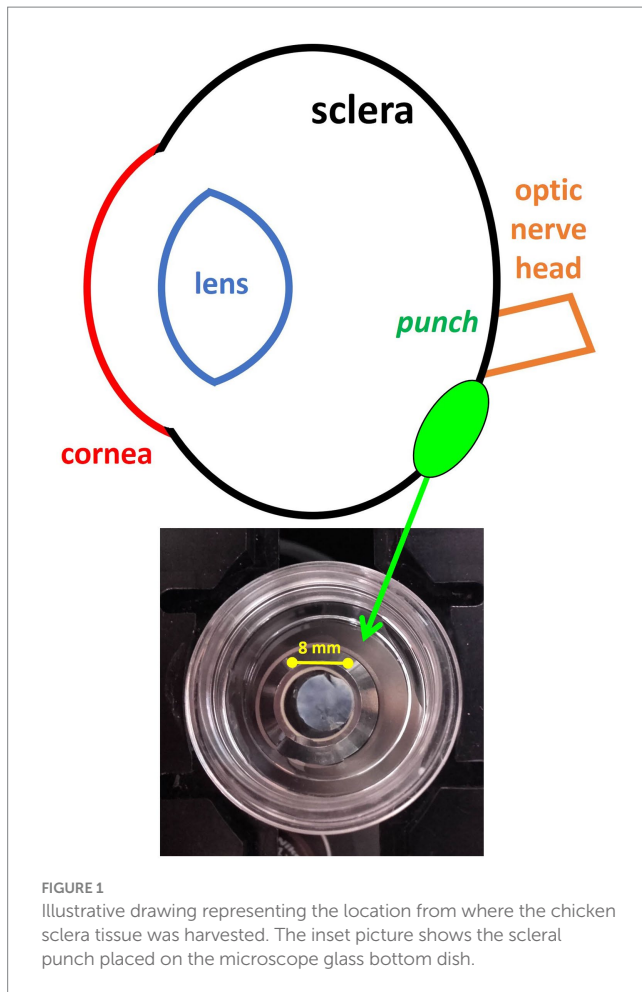 sclera
optic
nerve
head
lens
punch
cornea
8 mm
FIGURE 1
Illustrative drawing representing the location from where the chicken
sclera tissue was harvested. The inset picture shows the scleral
punch placed on the microscope glass bottom dish.